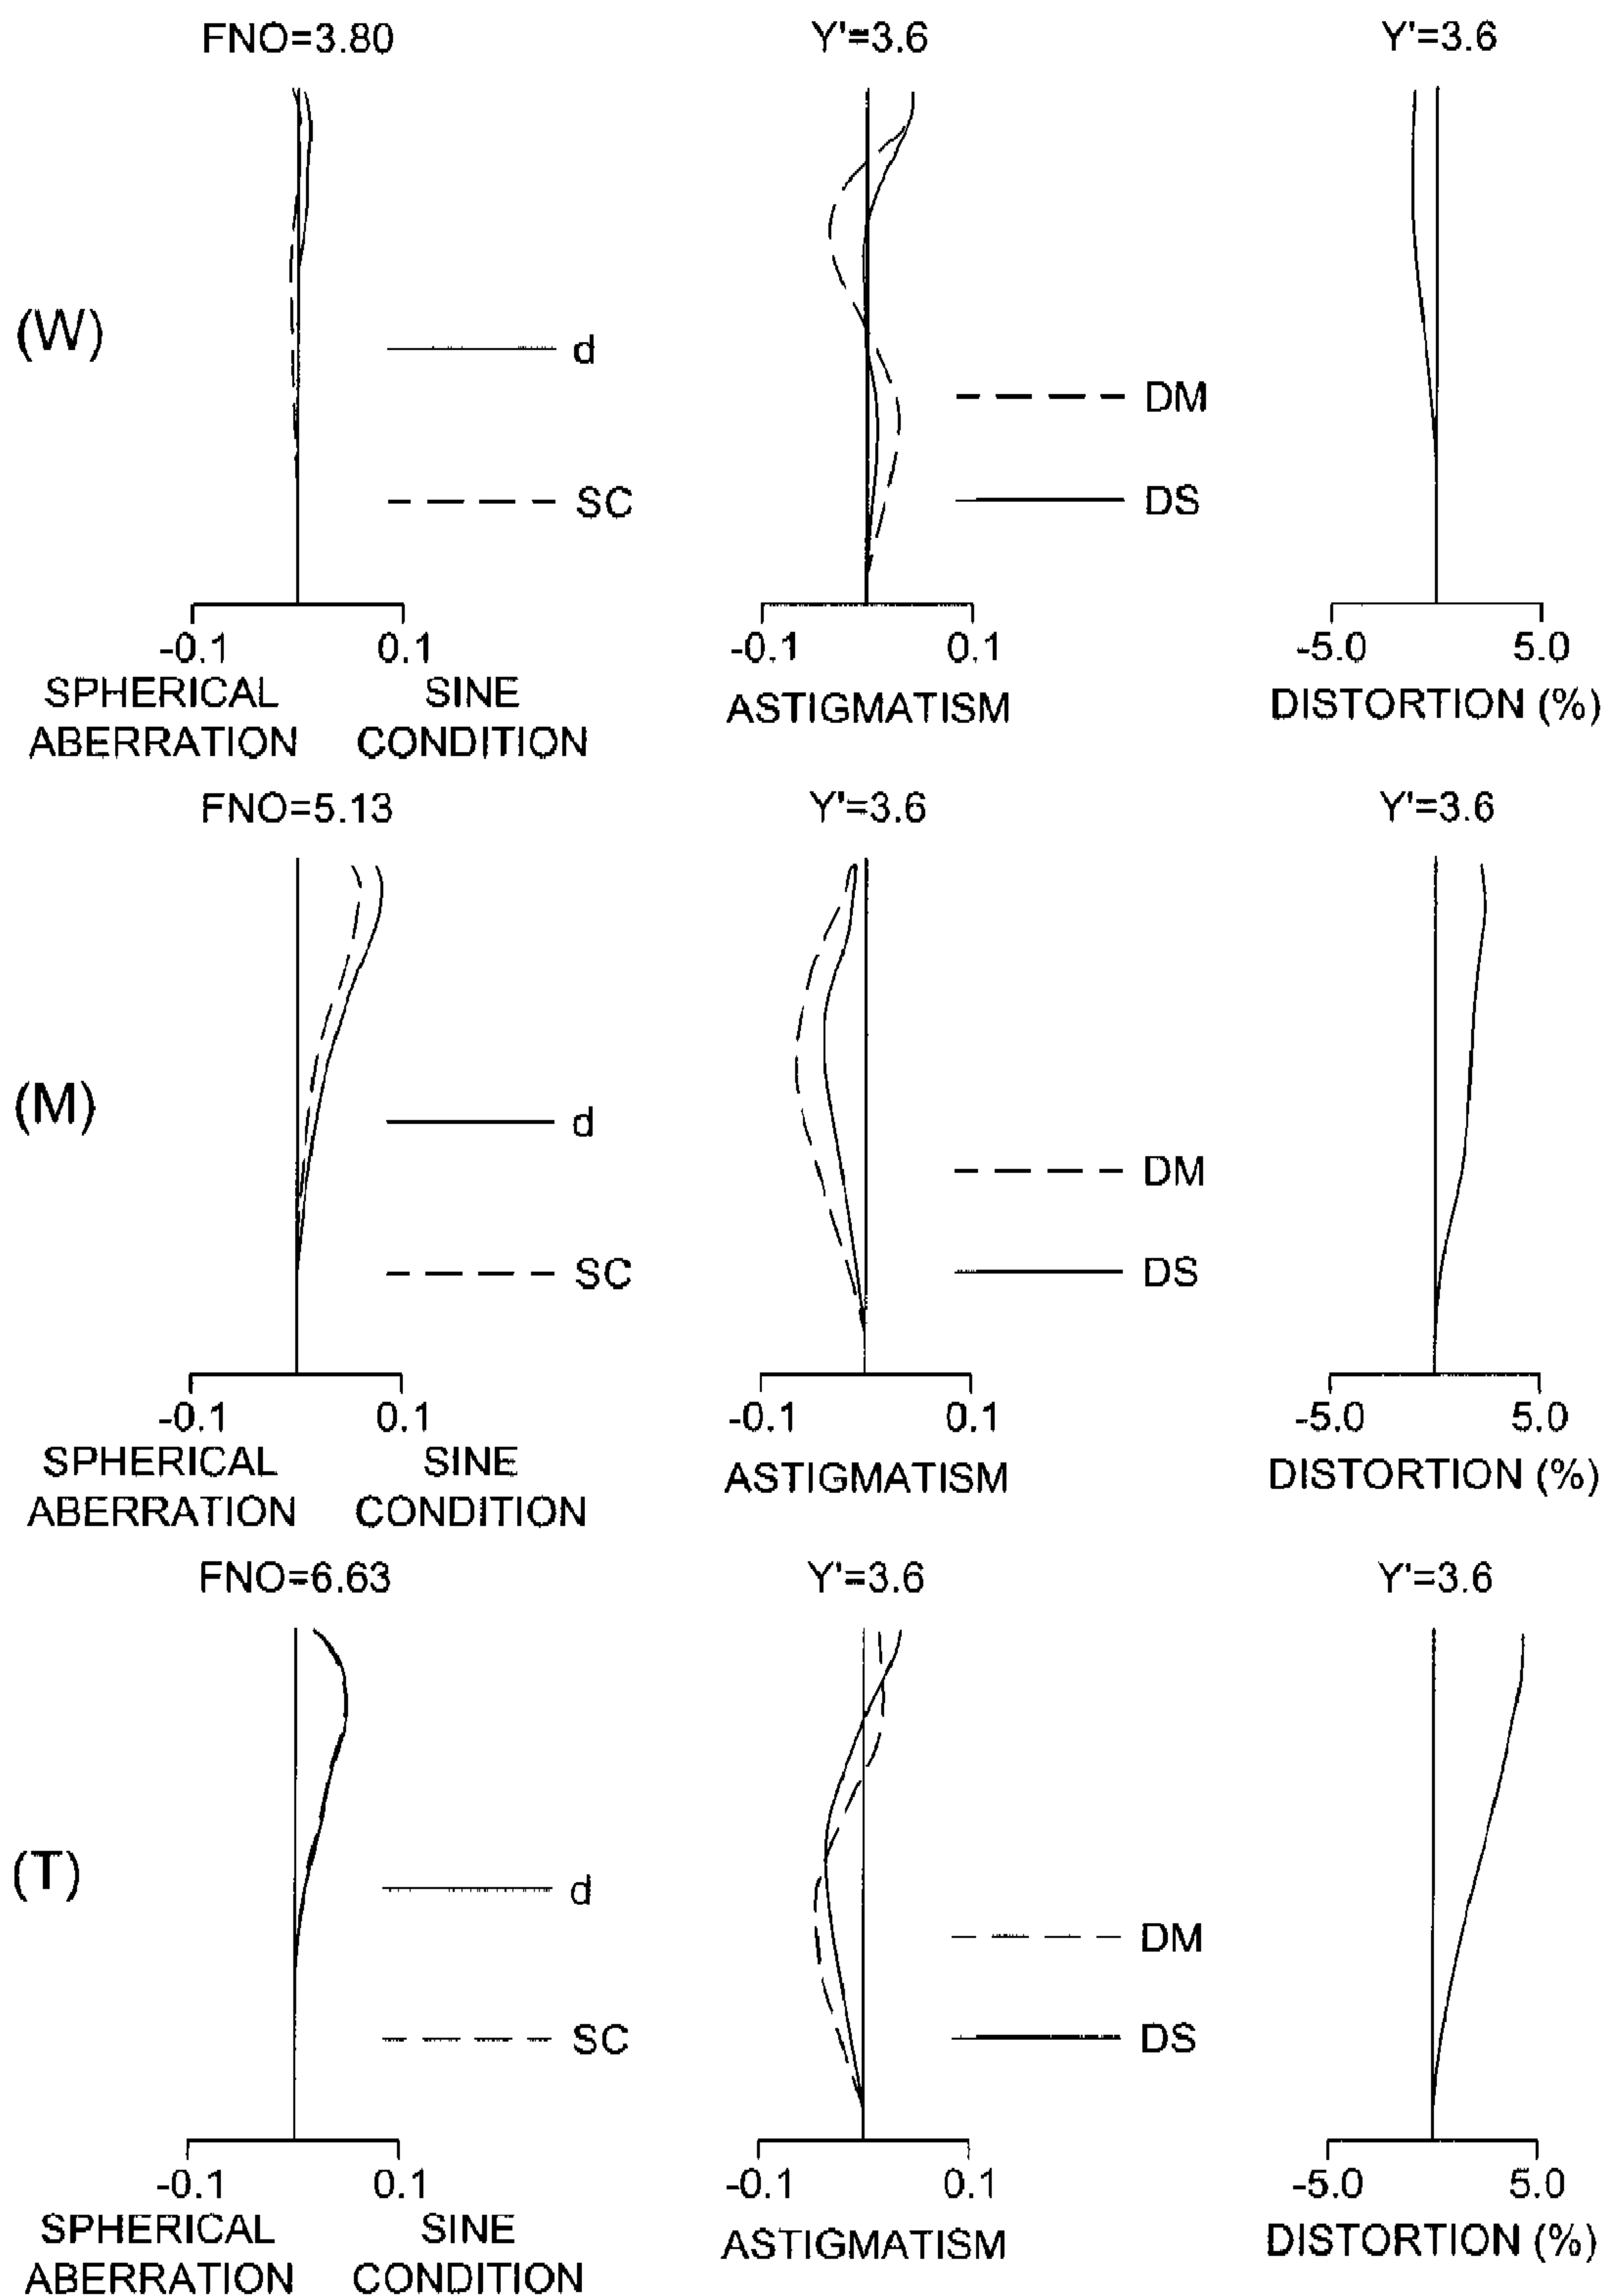 FNO=3.80
Y'=3.6
Y'=3.6
(W)
d
DM
SC
DS
-0.1
0.1
-0.1
0.1
-5.0
5.0
SPHERICAL
ABERRATION
SINE
CONDITION
ASTIGMATISM
DISTORTION (%)
FNO=5.13
Y'=3.6
Y'=3.6
(M)
d
DM
SC
DS
-0.1
0.1
-0.1
0.1
-5.0
5.0
SPHERICAL
ABERRATION
SINE
CONDITION
ASTIGMATISM
DISTORTION (%)
FNO=6.63
Y'=3.6
Y'=3.6
(T)
d
DM
SC
DS
-0.1
0.1
-0.1
0.1
-5.0
5.0
SPHERICAL
ABERRATION
SINE
CONDITION
ASTIGMATISM
DISTORTION (%)